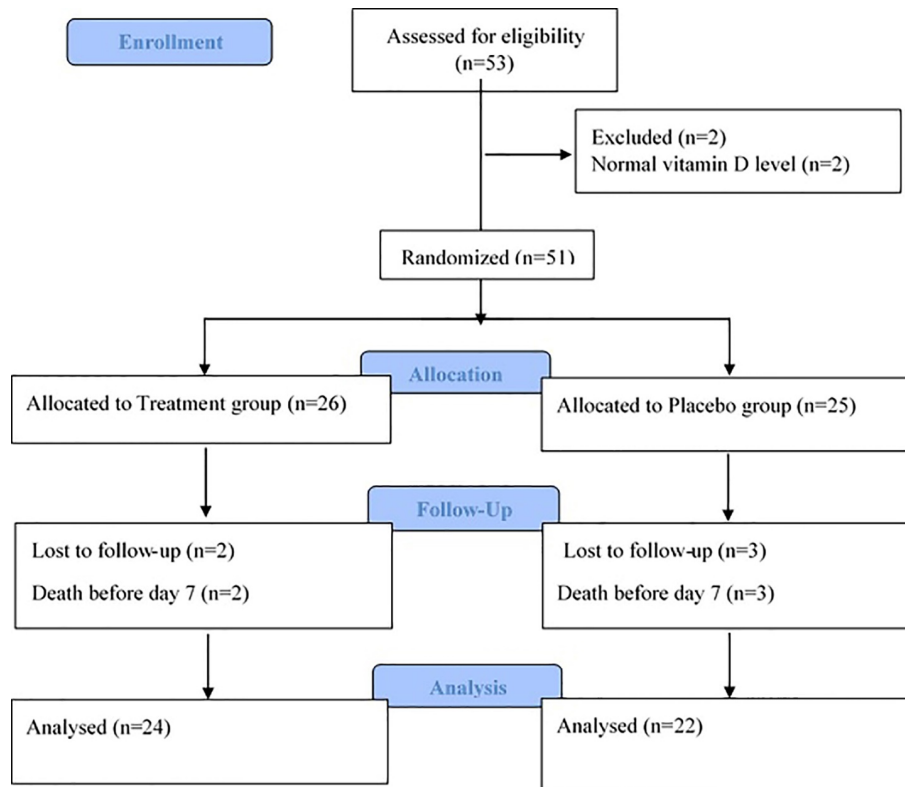 Enrollment
Assessed for eligibility
(n=53)
Excluded (n=2)
Normal vitamin D level (n=2)
Randomized (n=51)
Allocation
Allocated to Treatment group (n=26)
Allocated to Placebo group (n=25)
Follow-Up
Lost to follow-up (n=2)
Death before day 7 (n=2)
Lost to follow-up (n=3)
Death before day 7 (n=3)
Analysis
Analysed (n=24)
Analysed (n=22)